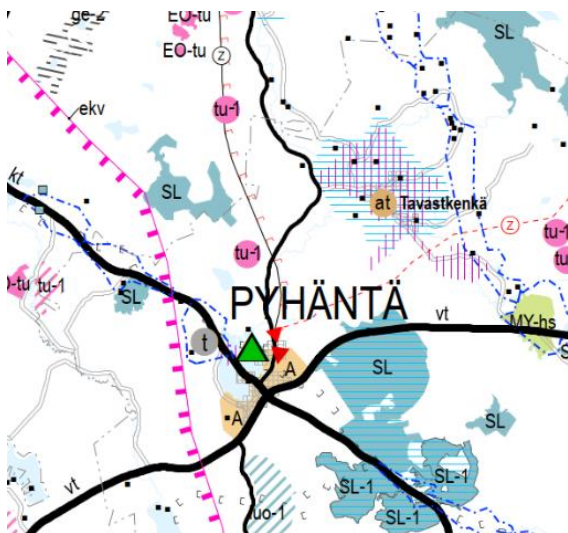 ge-2
EO-tu
EO-tu
Z
SL
tu-1
ekv
kt
SL
at Tavastkenkä
Z
tu-1
tu-1
tu-1
SL
PYHÄNTÄ
vt
MY-hs
t
A
SL
A
SL
SL-1
SL-1
SL-1
vt
luo-1